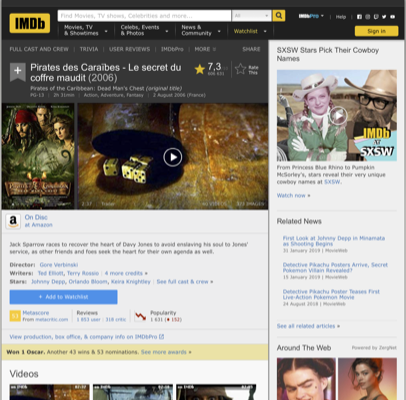 IMDb
Find Movies, TV shows, Celebrities and more...
All
IMDbPro
Help
Movies, TV & Showtimes
Celebs, Events & Photos
News & Community
Watchlist
Sign in
FULL CAST AND CREW | TRIVIA | USER REVIEWS | IMDbPro | MORE
SHARE
Pirates des Caraïbes - Le secret du coffre maudit (2006)
Pirates of the Caribbean: Dead Man's Chest (original title)
PG-13 | 2h 31min | Action, Adventure, Fantasy | 2 August 2006 (France)
7,3
Rate This
2:37 | Trailer
On Disc
at Amazon
Jack Sparrow races to recover the heart of Davy Jones to avoid enslaving his soul to Jones'
service, as other friends and foes seek the heart for their own agenda as well.
Director: Gore Verbinski
Writers: Ted Elliott, Terry Rossio | 4 more credits »
Stars: Johnny Depp, Orlando Bloom, Keira Knightley | See full cast & crew »
+ Add to Watchlist
Metascore
From metacritic.com
Reviews
1 803 user | 318 critic
Popularity
1 631 (152)
View production, box office, & company info on IMDbPro
Won 1 Oscar. Another 43 wins & 53 nominations. See more awards »
Videos
SXSW Stars Pick Their Cowboy Names
IMDb
at
SXSW
From Princess Blue Rhino to Pumpkin
McSorley's, stars reveal their very unique
cowboy names at SXSW.
Watch now »
Related News
First Look at Johnny Depp in Minamata
as Shooting Begins
31 January 2019 | MovieWeb
Detective Pikachu Posters Arrive, Secret
Pokemon Villain Revealed?
15 January 2019 | MovieWeb
Detective Pikachu Poster Teases First
Live-Action Pokemon Movie
24 August 2018 | MovieWeb
See all related articles »
Around The Web
Powered by ZergNet